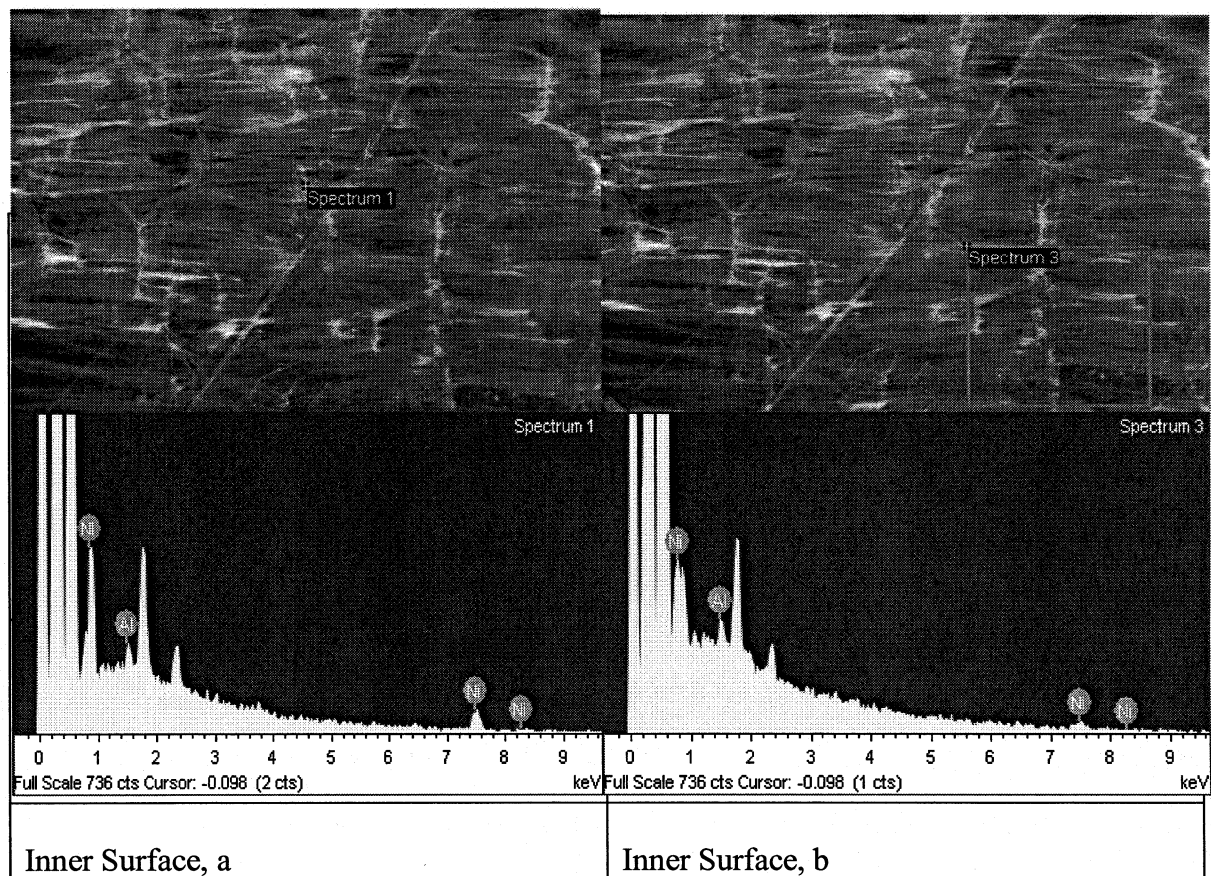 Spectrum 1
Spectrum 3
Spectrum 1
Ni
Al
Ni
Ni
0 1 2 3 4 5 6 7 8 9
Full Scale 736 cts Cursor: -0.098 (2 cts) keV
Spectrum 3
Ni
Al
Ni
Ni
0 1 2 3 4 5 6 7 8 9
Full Scale 736 cts Cursor: -0.098 (1 cts) keV
Inner Surface, a
Inner Surface, b